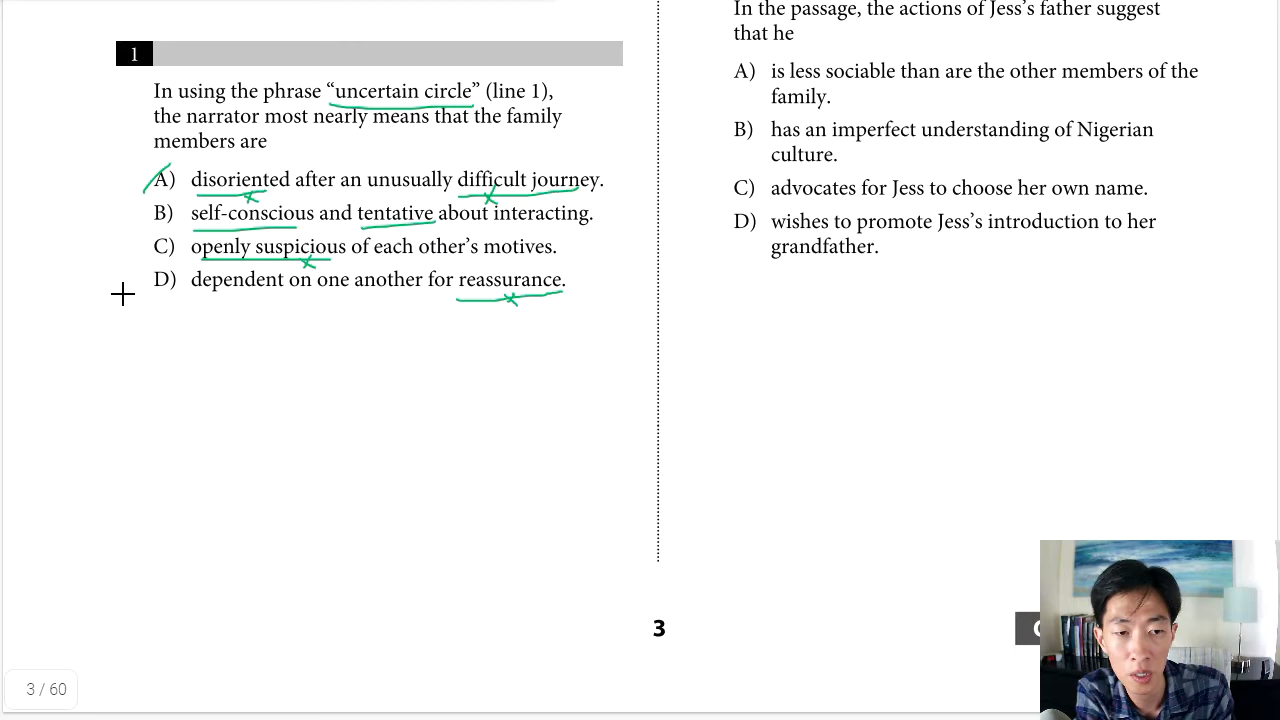 1
In using the phrase “uncertain circle” (line 1),
the narrator most nearly means that the family
members are
A) disoriented after an unusually difficult journey.
B) self-conscious and tentative about interacting.
C) openly suspicious of each other’s motives.
D) dependent on one another for reassurance.
In the passage, the actions of Jess’s father suggest
that he
A) is less sociable than are the other members of the
family.
B) has an imperfect understanding of Nigerian
culture.
C) advocates for Jess to choose her own name.
D) wishes to promote Jess’s introduction to her
grandfather.
3
3 / 60